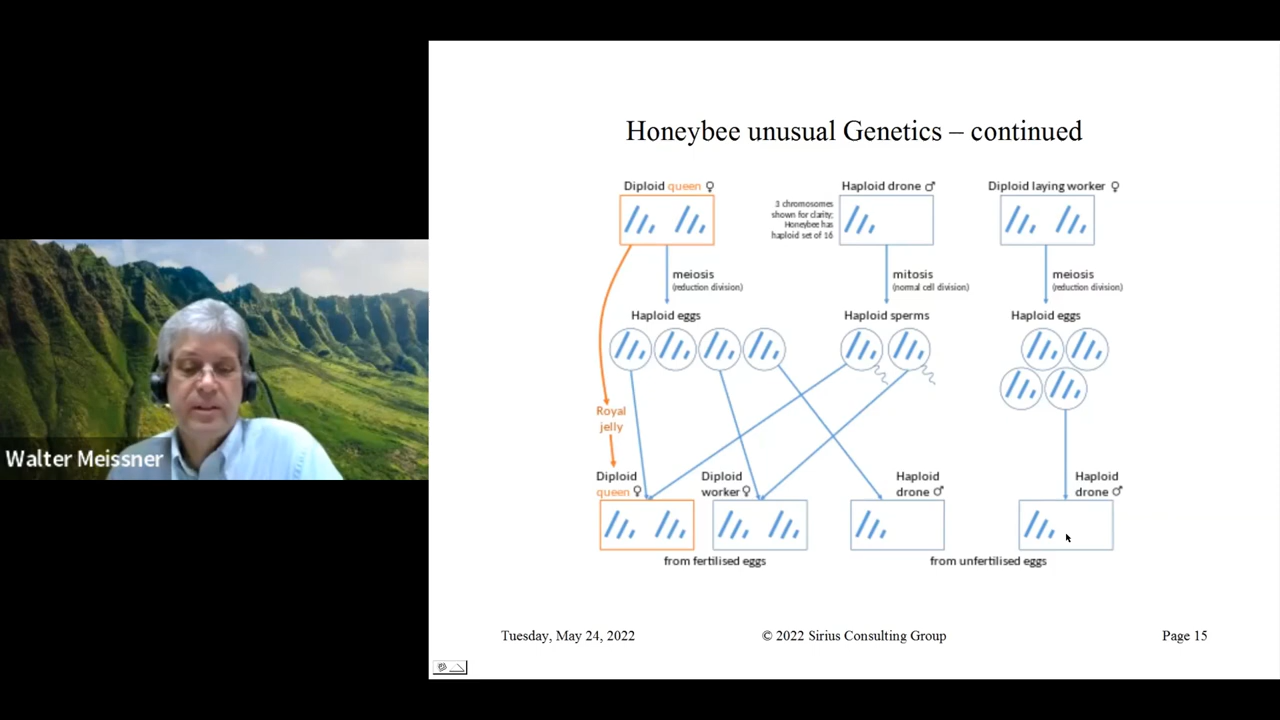 Walter Meissner
Honeybee unusual Genetics – continued
Diploid queen ♀
Haploid drone ♂
Diploid laying worker ♀
3 chromosomes
shown for clarity;
Honeybee has
haploid set of 16
meiosis
(reduction division)
mitosis
(normal cell division)
meiosis
(reduction division)
Haploid eggs
Haploid sperms
Haploid eggs
Royal
jelly
Diploid
queen ♀
Diploid
worker ♀
Haploid
drone ♂
Haploid
drone ♂
from fertilised eggs
from unfertilised eggs
Tuesday, May 24, 2022
© 2022 Sirius Consulting Group
Page 15